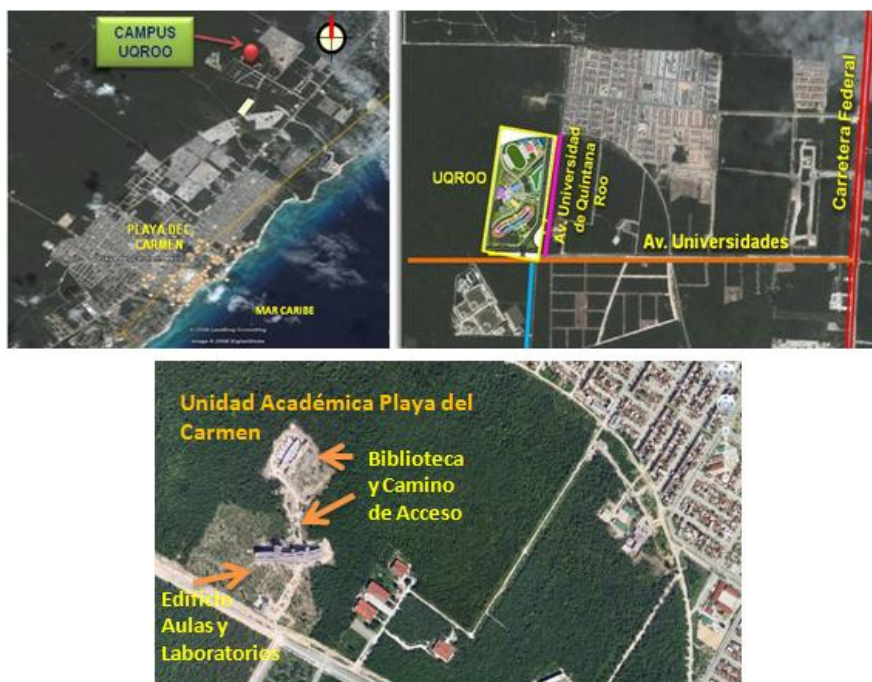 CAMPUS
UQROO
PLAYA DEL
CARMEN
MAR CARIBE
UQROO
Av. Universidad
de Quintana
Roo
Av. Universidades
Carretera Federal
Unidad Académica Playa del
Carmen
Biblioteca
y Camino
de Acceso
Edificio
Aulas y
Laboratorios